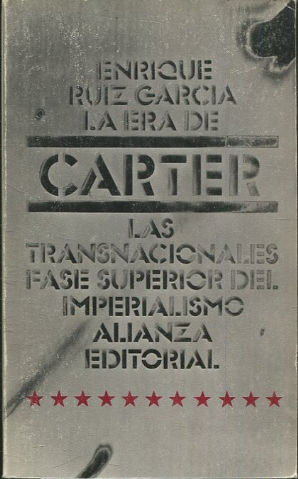 ENRIQUE
RUIZ GARCIA
LA ERA DE
CARTER
LAS
TRANSNACIONALES
FASE SUPERIOR DEL
IMPERIALISMO
ALIANZA
EDITORIAL